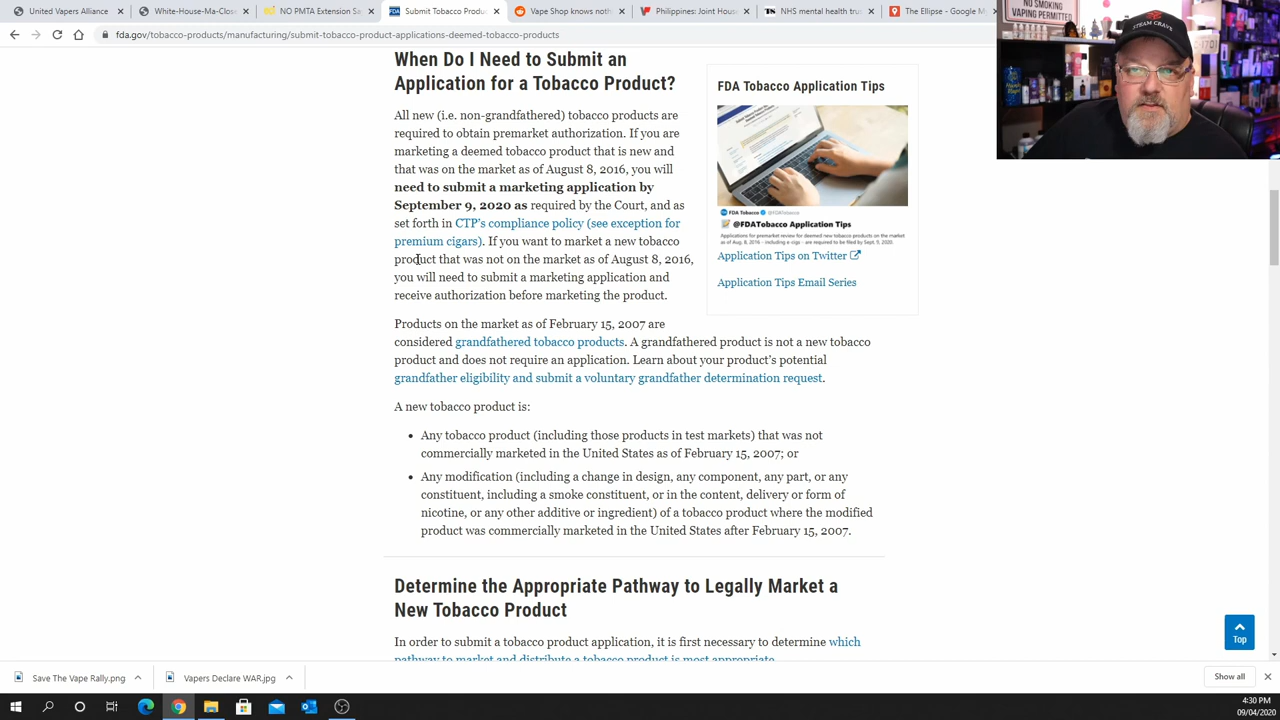 United Vapers Alliance
White-House-Ma-Close
NO PMTA Extension Se
Submit Tobacco Produc
Vape Shop knows noth
Philippines: Joint House
NHS mental health tru
The Ellipse - Google M
fda.gov/tobacco-products/manufacturing/submit-tobacco-product-applications-deemed-tobacco-products
NO SMOKING
VAPING PERMITTED
STEAM CRAVE
When Do I Need to Submit an
Application for a Tobacco Product?
All new (i.e. non-grandfathered) tobacco products are
required to obtain premarket authorization. If you are
marketing a deemed tobacco product that is new and
that was on the market as of August 8, 2016, you will
need to submit a marketing application by
September 9, 2020 as required by the Court, and as
set forth in CTP's compliance policy (see exception for
premium cigars). If you want to market a new tobacco
product that was not on the market as of August 8, 2016,
you will need to submit a marketing application and
receive authorization before marketing the product.
FDA Tobacco Application Tips
FDA Tobacco @FDATobacco
@FDATobacco Application Tips
Applications for premarket review for deemed new tobacco products on the market
as of Aug. 8, 2016 - including e-cigs - are required to be filed by Sept. 9, 2020.
Application Tips on Twitter
Application Tips Email Series
Products on the market as of February 15, 2007 are
considered grandfathered tobacco products. A grandfathered product is not a new tobacco
product and does not require an application. Learn about your product's potential
grandfather eligibility and submit a voluntary grandfather determination request.
A new tobacco product is:
• Any tobacco product (including those products in test markets) that was not
commercially marketed in the United States as of February 15, 2007; or
• Any modification (including a change in design, any component, any part, or any
constituent, including a smoke constituent, or in the content, delivery or form of
nicotine, or any other additive or ingredient) of a tobacco product where the modified
product was commercially marketed in the United States after February 15, 2007.
Determine the Appropriate Pathway to Legally Market a
New Tobacco Product
In order to submit a tobacco product application, it is first necessary to determine which
pathway to market and distribute a tobacco product is most appropriate.
Top
Save The Vape Rally.png
Vapers Declare WAR.jpg
Show all
4:30 PM
09/04/2020